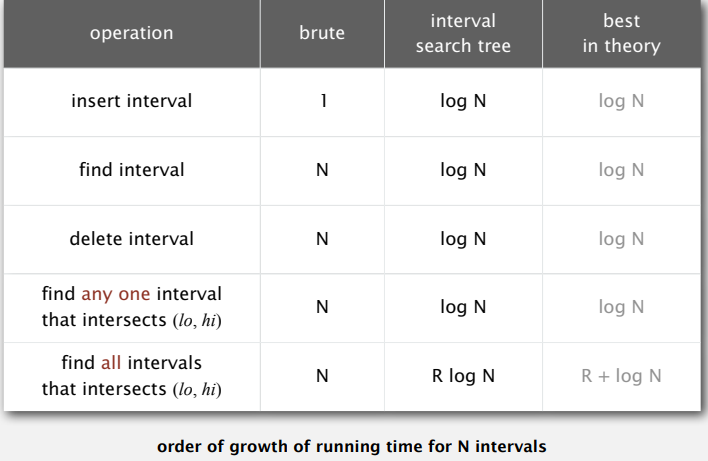 operation brute interval search tree best in theory
insert interval 1 log N log N
find interval N log N log N
delete interval N log N log N
find any one interval
that intersects (lo, hi) N log N log N
find all intervals
that intersects (lo, hi) N R log N R + log N
order of growth of running time for N intervals